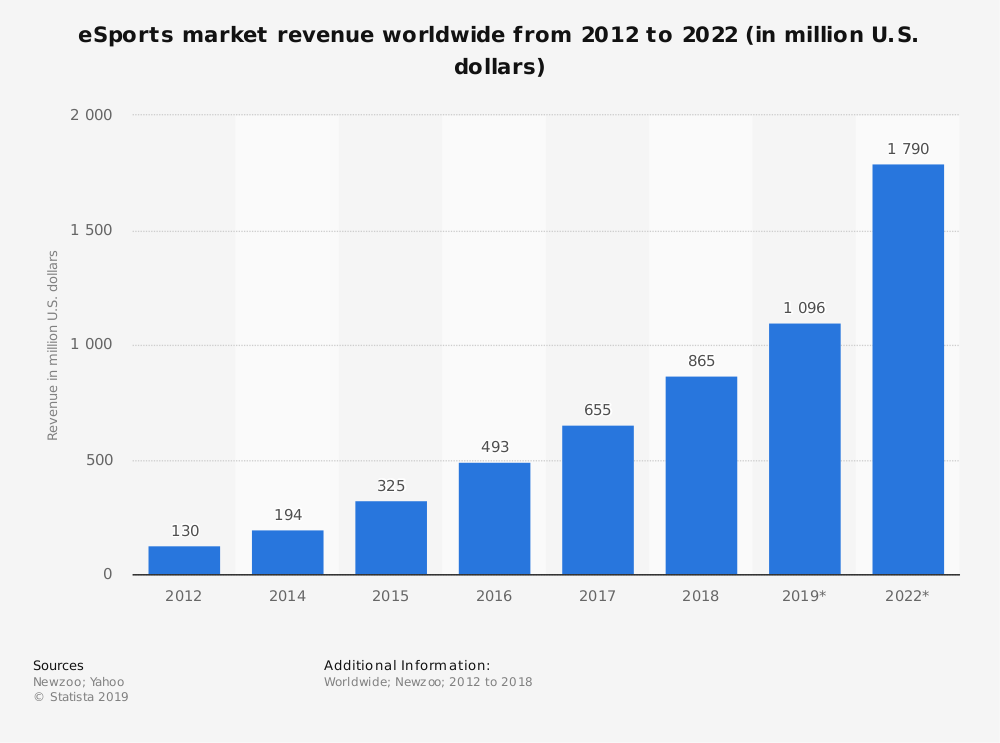 eSports market revenue worldwide from 2012 to 2022 (in million U.S.
dollars)
Revenue in million U.S. dollars
2 000
1 500
1 000
500
0
130
194
325
493
655
865
1 096
1 790
2012
2014
2015
2016
2017
2018
2019*
2022*
Sources
Newzoo; Yahoo
© Statista 2019
Additional Information:
Worldwide; Newzoo; 2012 to 2018